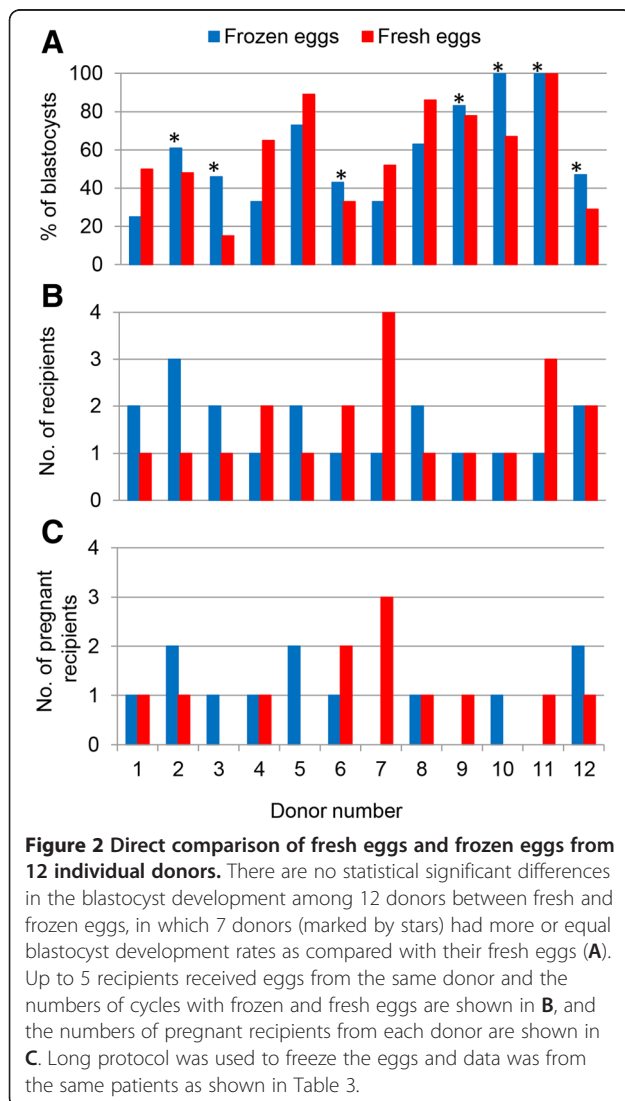 A
Frozen eggs Fresh eggs
% of blastocysts
100
80
60
40
20
0
* * * * * * *
B
No. of recipients
4
3
2
1
0
C
No. of pregnant
recipients
4
3
2
1
0
1 2 3 4 5 6 7 8 9 10 11 12
Donor number
Figure 2 Direct comparison of fresh eggs and frozen eggs from
12 individual donors. There are no statistical significant differences
in the blastocyst development among 12 donors between fresh and
frozen eggs, in which 7 donors (marked by stars) had more or equal
blastocyst development rates as compared with their fresh eggs (A).
Up to 5 recipients received eggs from the same donor and the
numbers of cycles with frozen and fresh eggs are shown in B, and
the numbers of pregnant recipients from each donor are shown in
C. Long protocol was used to freeze the eggs and data was from
the same patients as shown in Table 3.